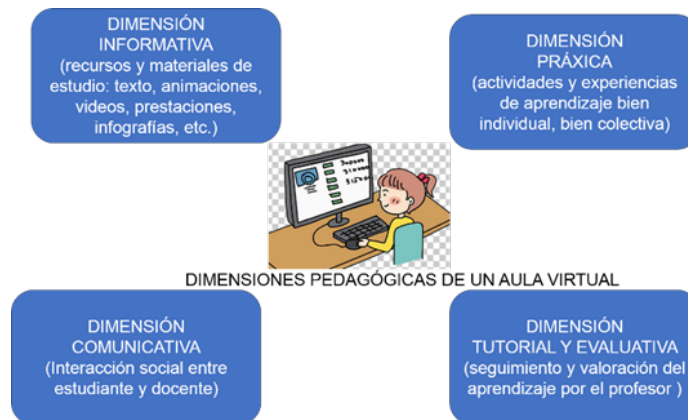 DIMENSIÓN
INFORMATIVA
(recursos y materiales de
estudio: texto, animaciones,
videos, prestaciones,
infografías, etc.)
DIMENSIÓN
PRÁXICA
(actividades y experiencias
de aprendizaje bien
individual, bien colectiva)
DIMENSIONES PEDAGÓGICAS DE UN AULA VIRTUAL
DIMENSIÓN
COMUNICATIVA
(Interacción social entre
estudiante y docente)
DIMENSIÓN
TUTORIAL Y EVALUATIVA
(seguimiento y valoración del
aprendizaje por el profesor )